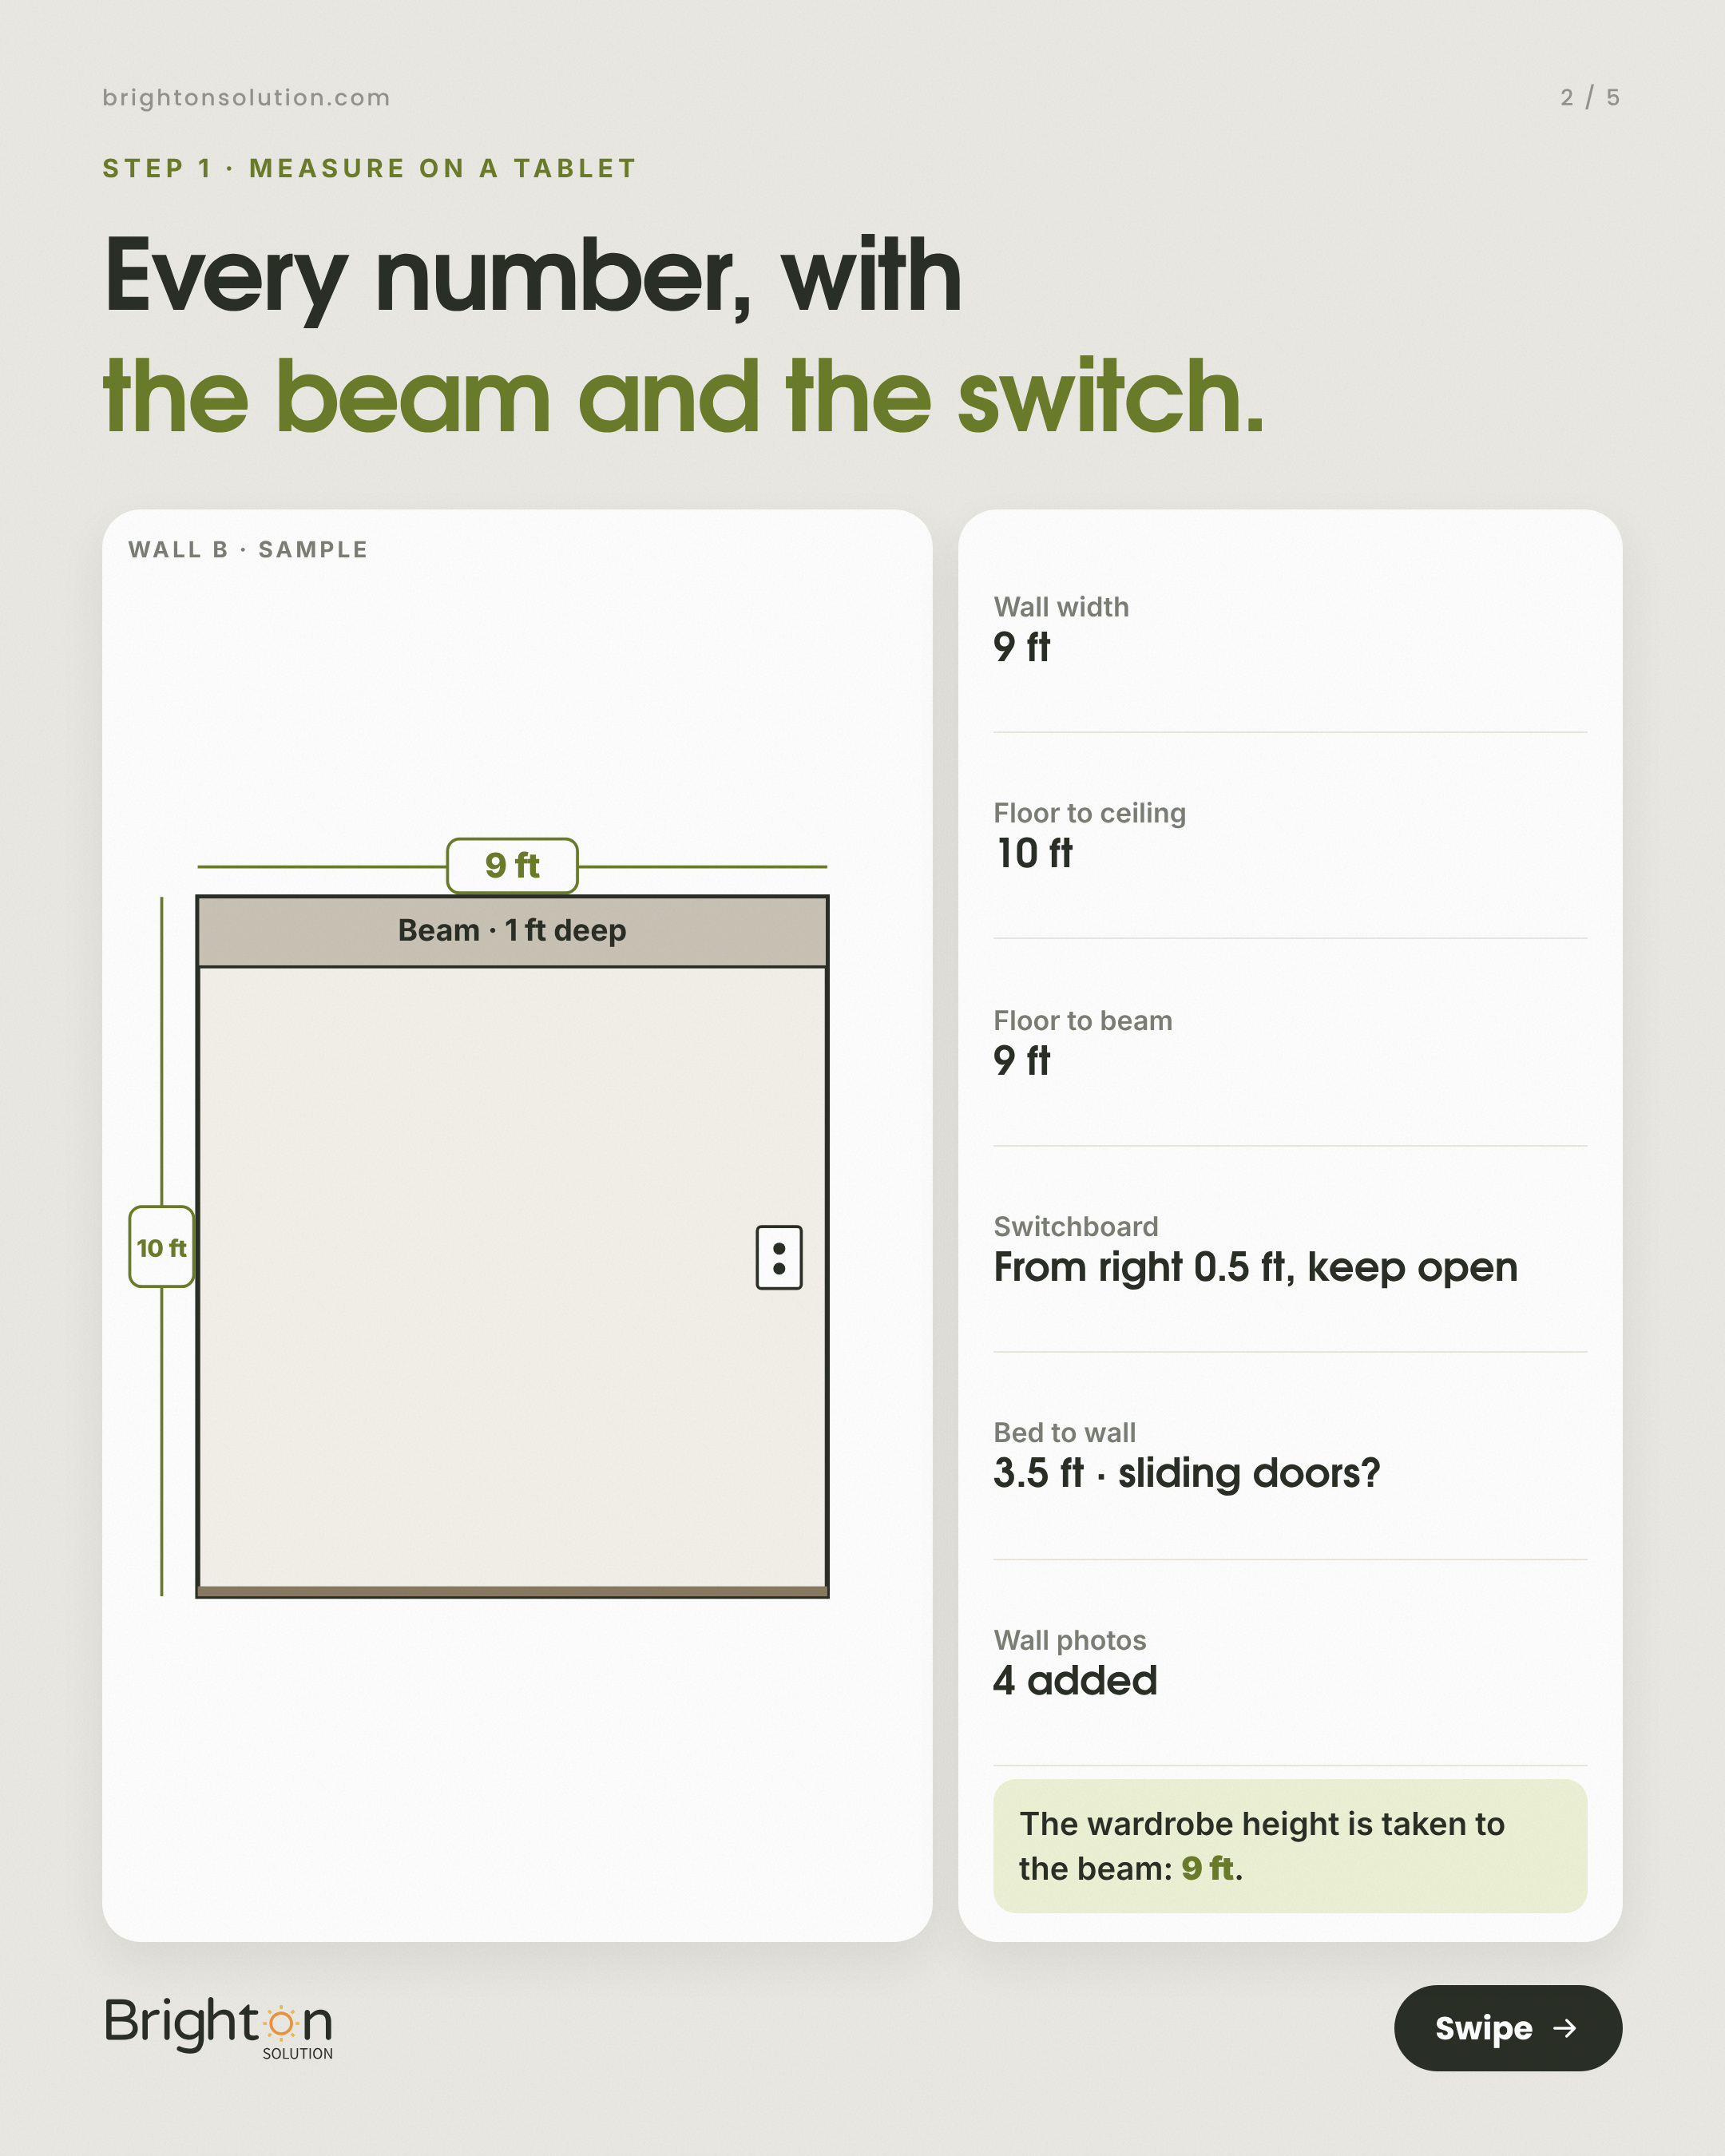 brightonsolution.com
2 / 5
STEP 1 · MEASURE ON A TABLET
Every number, with
the beam and the switch.
WALL B · SAMPLE
9 ft
Beam · 1 ft deep
10 ft
Wall width
9 ft
Floor to ceiling
10 ft
Floor to beam
9 ft
Switchboard
From right 0.5 ft, keep open
Bed to wall
3.5 ft · sliding doors?
Wall photos
4 added
The wardrobe height is taken to
the beam: 9 ft.
Brighton
SOLUTION
Swipe →